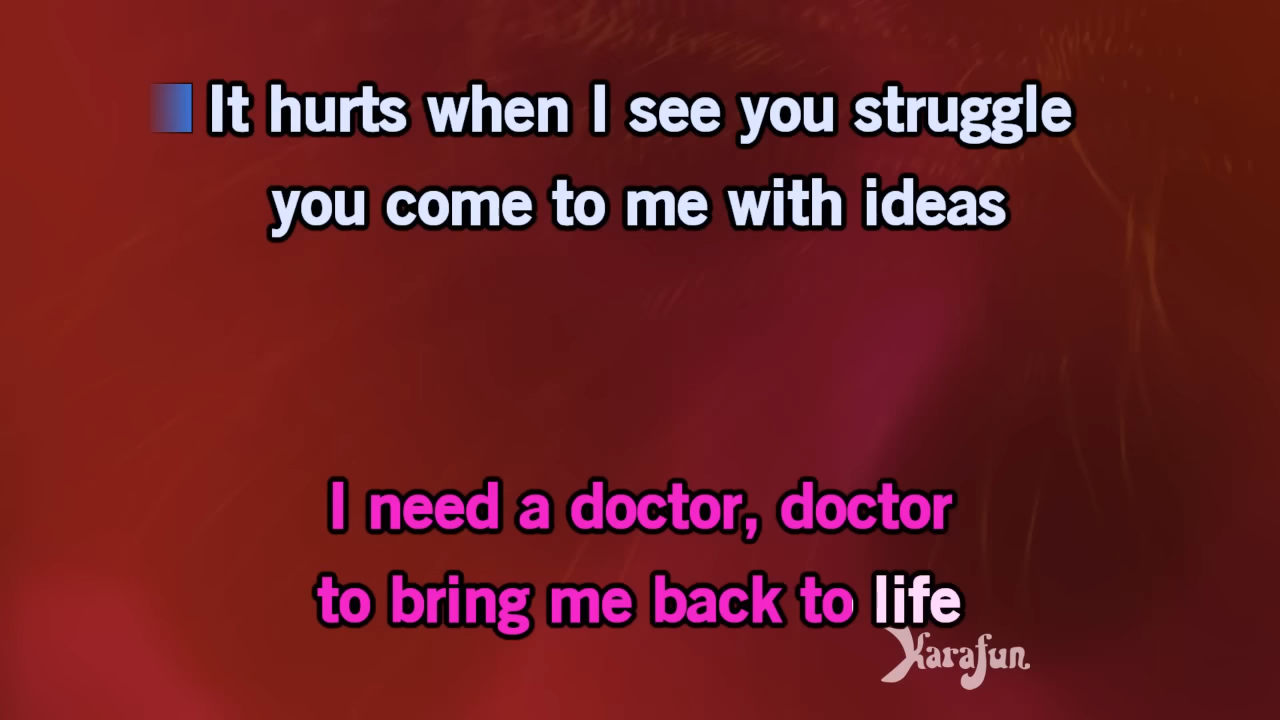 It hurts when I see you struggle
you come to me with ideas
I need a doctor, doctor
to bring me back to life
Karafun